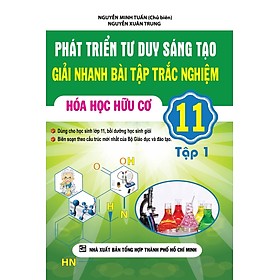 NGUYỄN MINH TUẤN (Chủ biên)
NGUYỄN XUÂN TRUNG
PHÁT TRIỂN TƯ DUY SÁNG TẠO
GIẢI NHANH BÀI TẬP TRẮC NGHIỆM
HÓA HỌC HỮU CƠ
11
Tập 1
Dùng cho học sinh lớp 11, bồi dưỡng học sinh giỏi
Biên soạn theo cấu trúc mới nhất của Bộ Giáo dục và đào tạo
O
OH
O
H
N
HN
NHÀ XUẤT BẢN TỔNG HỢP THÀNH PHỐ HỒ CHÍ MINH